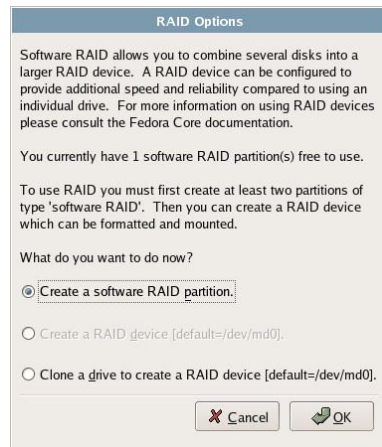 RAID Options
Software RAID allows you to combine several disks into a
larger RAID device. A RAID device can be configured to
provide additional speed and reliability compared to using an
individual drive. For more information on using RAID devices
please consult the Fedora Core documentation.
You currently have 1 software RAID partition(s) free to use.
To use RAID you must first create at least two partitions of
type 'software RAID'. Then you can create a RAID device
which can be formatted and mounted.
What do you want to do now?
Create a software RAID partition.
Create a RAID device [default=/dev/md0].
Clone a drive to create a RAID device [default=/dev/md0].
Cancel OK